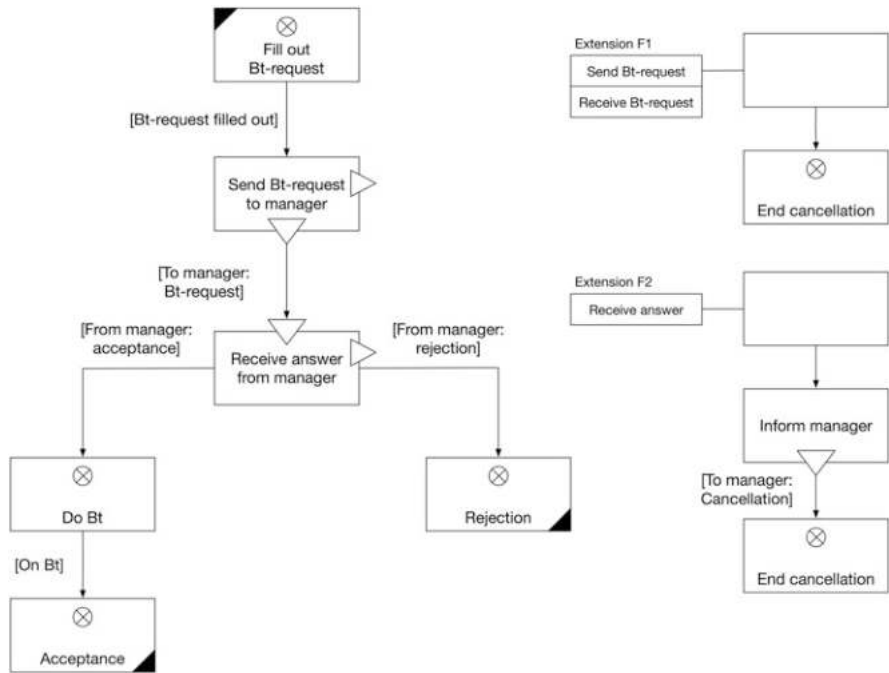 Fill out
Bt-request
[Bt-request filled out]
Send Bt-request
to manager
[To manager:
Bt-request]
[From manager:
acceptance]
[From manager:
rejection]
Receive answer
from manager
Do Bt
Rejection
[On Bt]
Acceptance
Extension F1
Send Bt-request
Receive Bt-request
End cancellation
Extension F2
Receive answer
Inform manager
[To manager:
Cancellation]
End cancellation